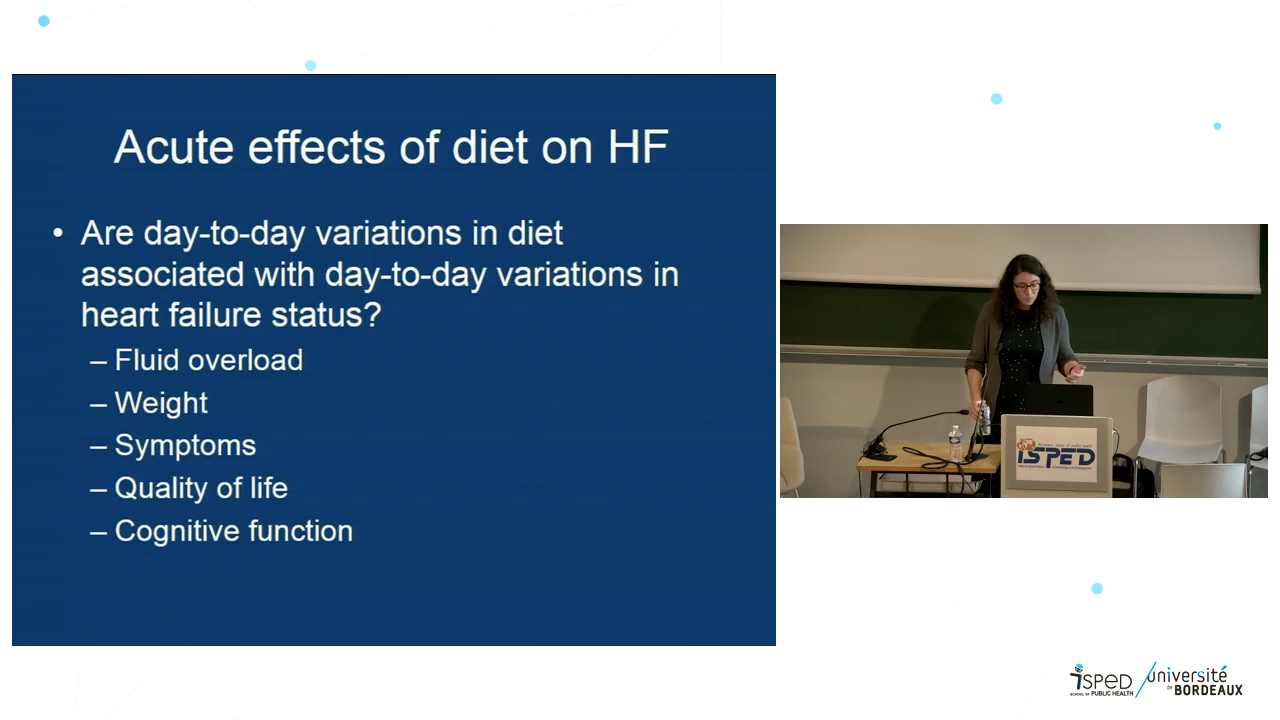 Acute effects of diet on HF
• Are day-to-day variations in diet
associated with day-to-day variations in
heart failure status?
– Fluid overload
– Weight
– Symptoms
– Quality of life
– Cognitive function
ISPED
iSPED
SCHOOL OF PUBLIC HEALTH
université
de BORDEAUX